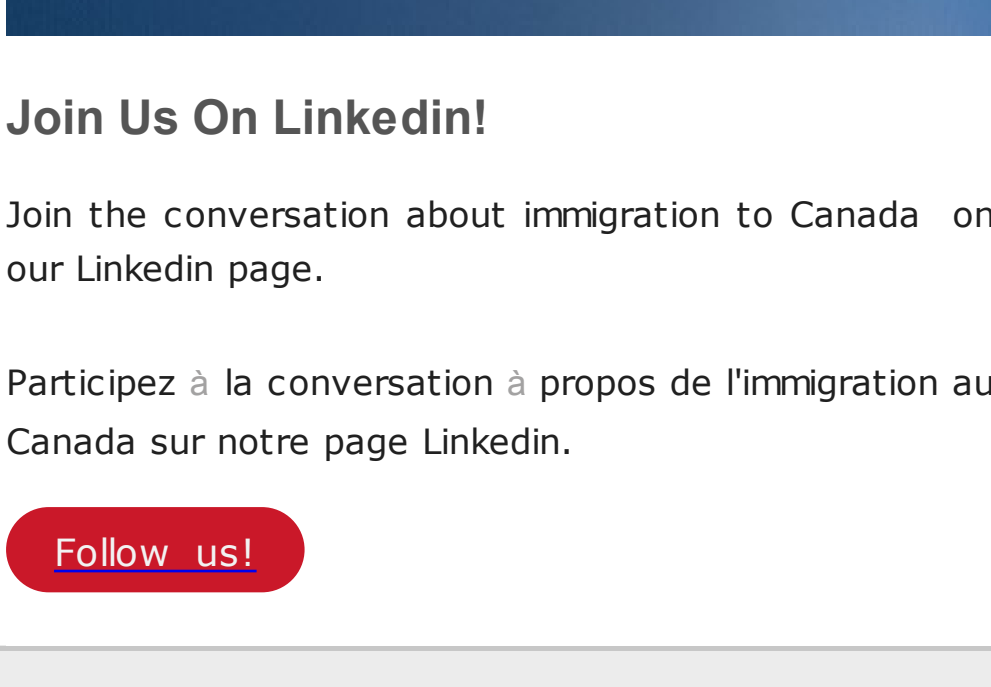 Join Us On Linkedin!
Join the conversation about immigration to Canada on
our Linkedin page.
Participez à la conversation à propos de l'immigration au
Canada sur notre page Linkedin.
Follow us!